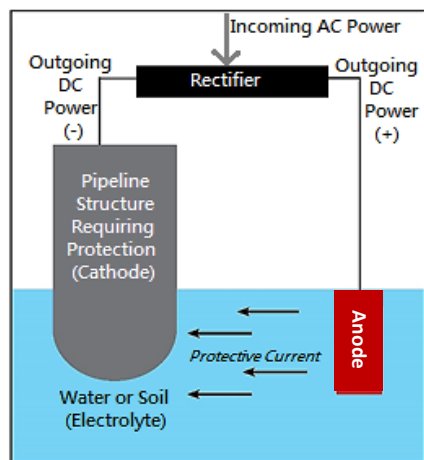 Incoming AC Power
Outgoing
DC
Power
(-)
Rectifier
Outgoing
DC
Power
(+)
Pipeline
Structure
Requiring
Protection
(Cathode)
Anode
Protective Current
Water or Soil
(Electrolyte)